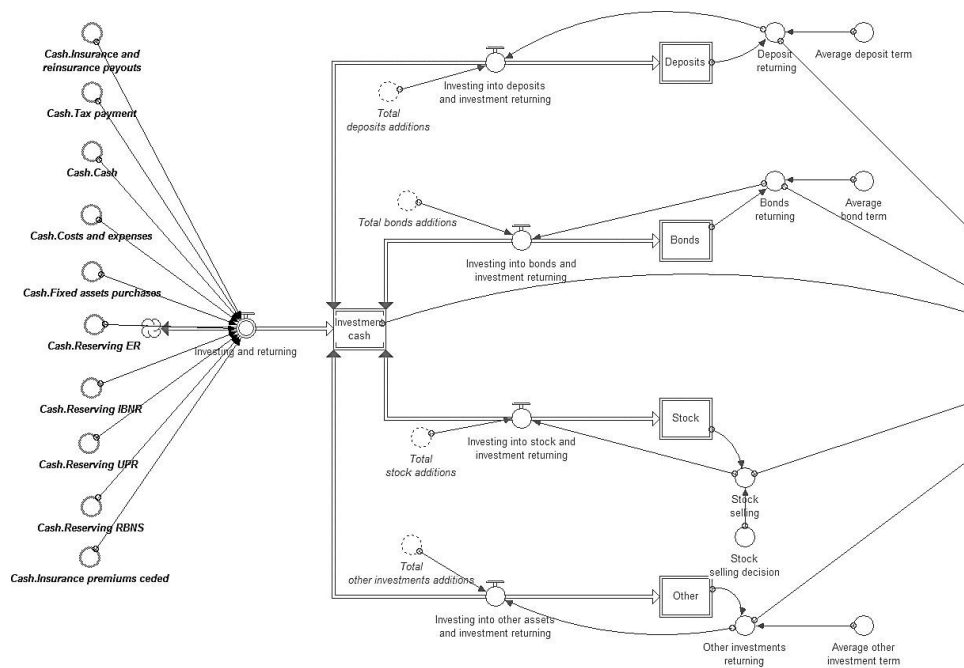 Cash.Insurance and
reinsurance payouts
Cash.Tax payment
Cash.Cash
Cash.Costs and expenses
Cash.Fixed assets purchases
Cash.Reserving ER
Cash.Reserving IBNR
Cash.Reserving UPR
Cash.Reserving RBNS
Cash.Insurance premiums ceded
Investing and returning
Investment
cash
Total
deposits additions
Investing into deposits
and investment returning
Deposits
Deposit
returning
Average deposit term
Total bonds additions
Investing into bonds and
investment returning
Bonds
Bonds
returning
Average
bond term
Total
stock additions
Investing into stock and
investment returning
Stock
Stock
selling
Stock
selling decision
Total
other investments additions
Investing into other assets
and investment returning
Other
Other investments
returning
Average other
investment term